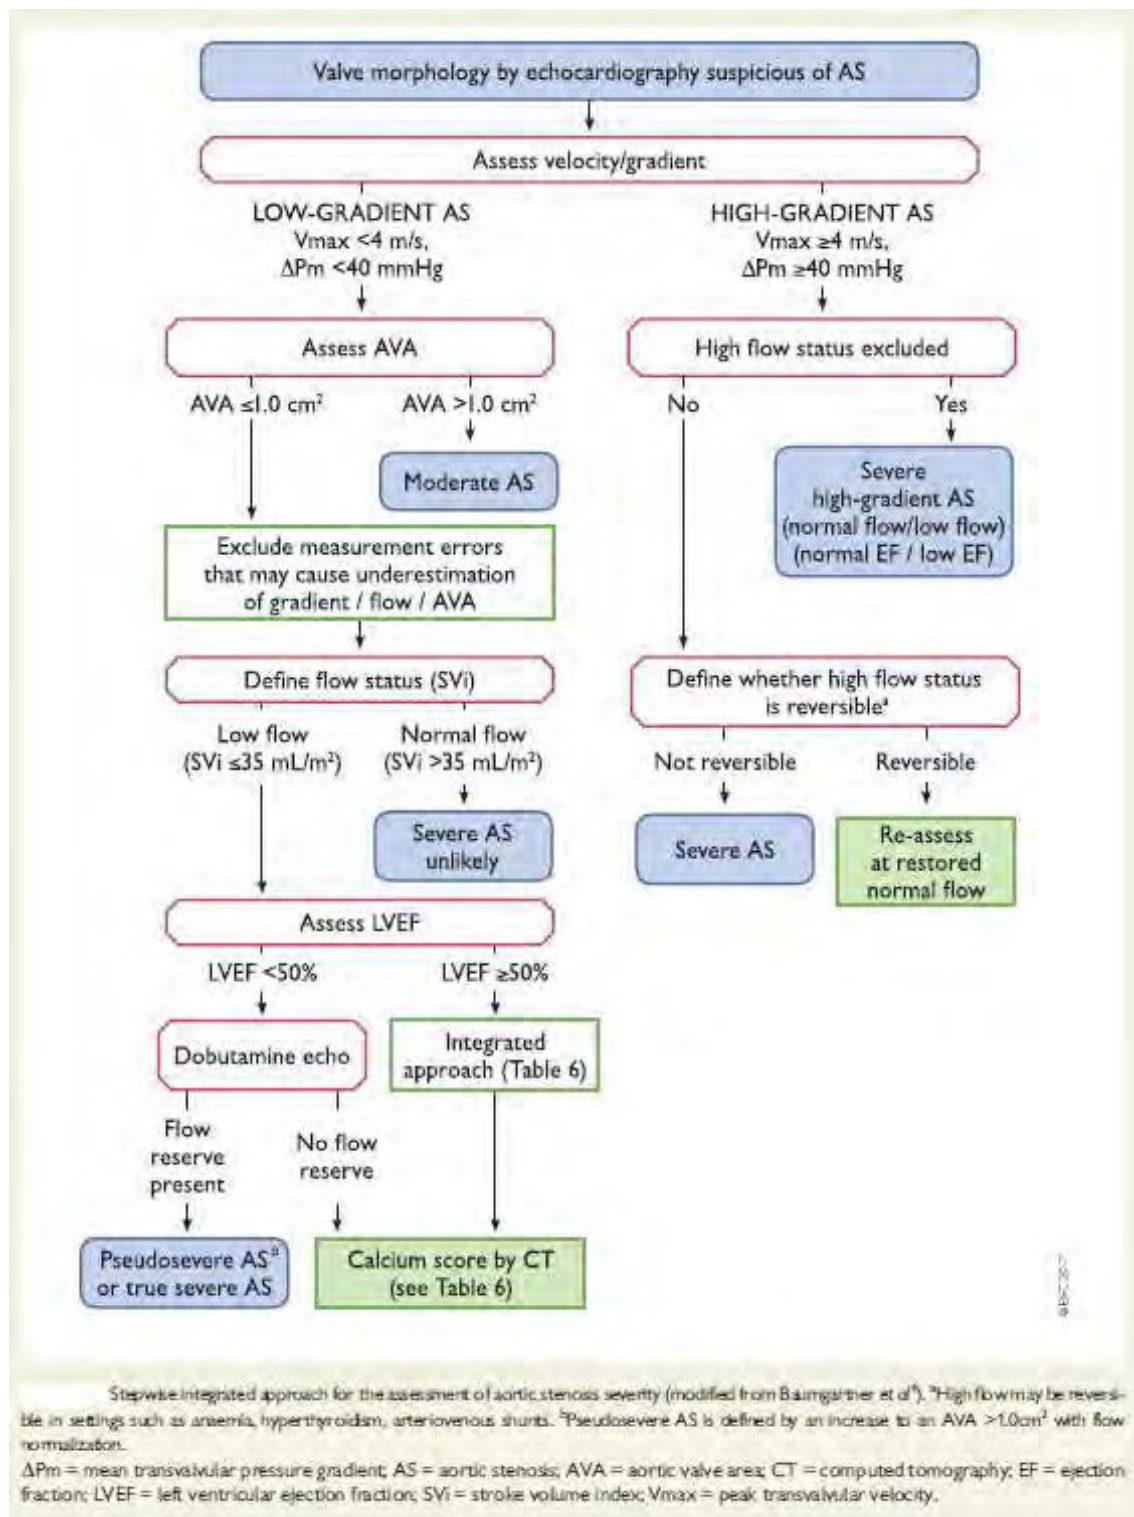 Valve morphology by echocardiography suspicious of AS
Assess velocity/gradient
LOW-GRADIENT AS
Vmax <4 m/s,
ΔPm <40 mmHg
HIGH-GRADIENT AS
Vmax ≥4 m/s,
ΔPm ≥40 mmHg
Assess AVA
High flow status excluded
AVA ≤1.0 cm²
AVA >1.0 cm²
No
Yes
Moderate AS
Severe
high-gradient AS
(normal flow/low flow)
(normal EF / low EF)
Exclude measurement errors
that may cause underestimation
of gradient / flow / AVA
Define flow status (SVi)
Define whether high flow status
is reversibleᵃ
Low flow
(SVi ≤35 mL/m²)
Normal flow
(SVi >35 mL/m²)
Not reversible
Reversible
Severe AS
unlikely
Severe AS
Re-assess
at restored
normal flow
Assess LVEF
LVEF <50%
LVEF ≥50%
Dobutamine echo
Integrated
approach (Table 6)
Flow
reserve
present
No flow
reserve
Pseudosevere ASᵇ
or true severe AS
Calcium score by CT
(see Table 6)
Stepwise integrated approach for the assessment of aortic stenosis severity (modified from Baumgartner et al⁴). ᵃHigh flow may be reversi-
ble in settings such as anaemia, hyperthyroidism, arteriovenous shunts. ᵇPseudosevere AS is defined by an increase to an AVA >1.0cm² with flow
normalization.
ΔPm = mean transvalvular pressure gradient; AS = aortic stenosis; AVA = aortic valve area; CT = computed tomography; EF = ejection
fraction; LVEF = left ventricular ejection fraction; SVi = stroke volume index; Vmax = peak transvalvular velocity.